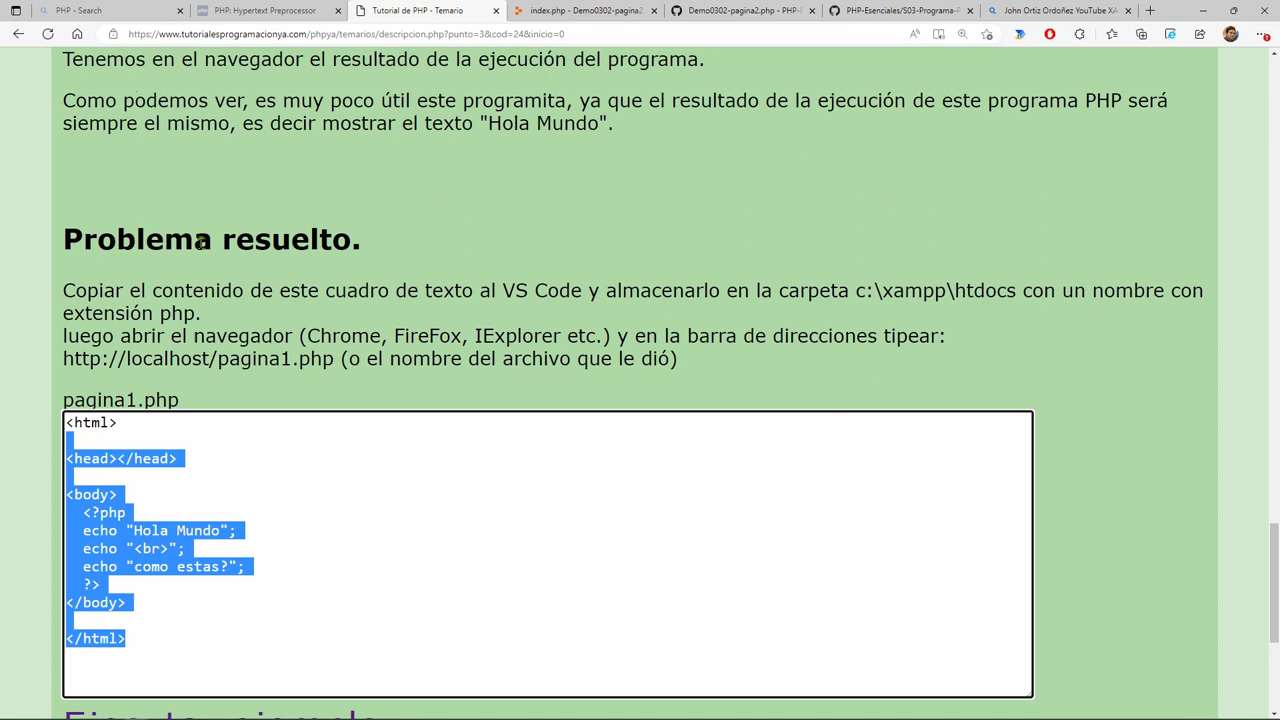 PHP - Search
PHP: Hypertext Preprocessor
Tutorial de PHP - Temario
index.php - Demo0302-pagina2
Demo0302-pagina2.php - PHP-E
PHP-Esenciales/S03-Programa-P
John Ortiz Ordoñez YouTube XA
https://www.tutorialesprogramacionya.com/phpya/temarios/descripcion.php?punto=3&cod=24&inicio=0
Tenemos en el navegador el resultado de la ejecución del programa.
Como podemos ver, es muy poco útil este programita, ya que el resultado de la ejecución de este programa PHP será
siempre el mismo, es decir mostrar el texto "Hola Mundo".
Problema resuelto.
Copiar el contenido de este cuadro de texto al VS Code y almacenarlo en la carpeta c:\xampp\htdocs con un nombre con
extensión php.
luego abrir el navegador (Chrome, FireFox, IExplorer etc.) y en la barra de direcciones tipear:
http://localhost/pagina1.php (o el nombre del archivo que le dió)
pagina1.php
<html>
<head></head>
<body>
<?php
echo "Hola Mundo";
echo "<br>";
echo "como estas?";
?>
</body>
</html>